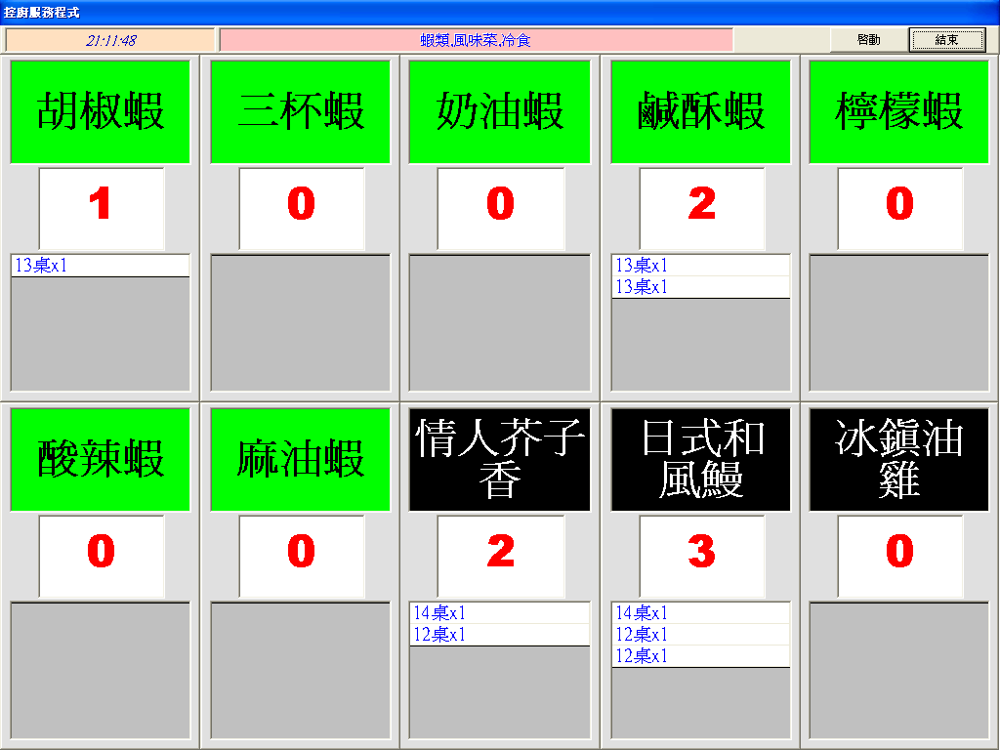 控廚服務程式
21:11:48
蝦類,風味菜,冷食
啓動
結束
胡椒蝦
三杯蝦
奶油蝦
鹹酥蝦
檸檬蝦
1
0
0
2
0
13桌x1
13桌x1
13桌x1
酸辣蝦
麻油蝦
情人芥子
香
日式和
風鰻
冰鎮油
雞
0
0
2
3
0
14桌x1
12桌x1
14桌x1
12桌x1
12桌x1